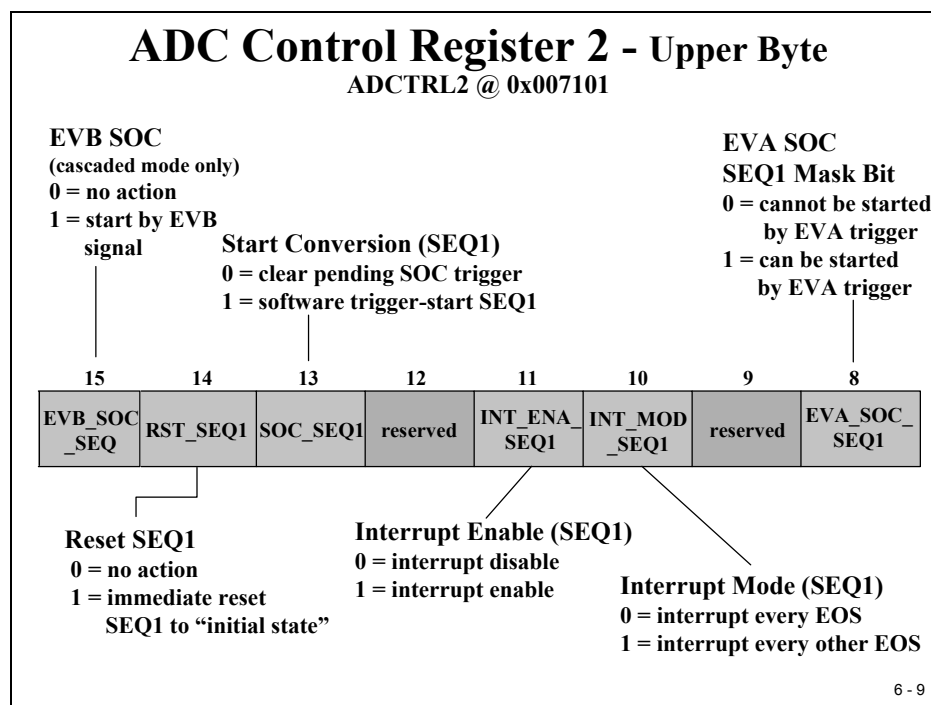 ADC Control Register 2 - Upper Byte
ADCTRL2 @ 0x007101
EVB SOC
(cascaded mode only)
0 = no action
1 = start by EVB
signal
Start Conversion (SEQ1)
0 = clear pending SOC trigger
1 = software trigger-start SEQ1
EVA SOC
SEQ1 Mask Bit
0 = cannot be started
by EVA trigger
1 = can be started
by EVA trigger
15 14 13 12 11 10 9 8
EVB_SOC
_SEQ
RST_SEQ1
SOC_SEQ1
reserved
INT_ENA_
SEQ1
INT_MOD
_SEQ1
reserved
EVA_SOC_
SEQ1
Reset SEQ1
0 = no action
1 = immediate reset
SEQ1 to “initial state”
Interrupt Enable (SEQ1)
0 = interrupt disable
1 = interrupt enable
Interrupt Mode (SEQ1)
0 = interrupt every EOS
1 = interrupt every other EOS
6 - 9